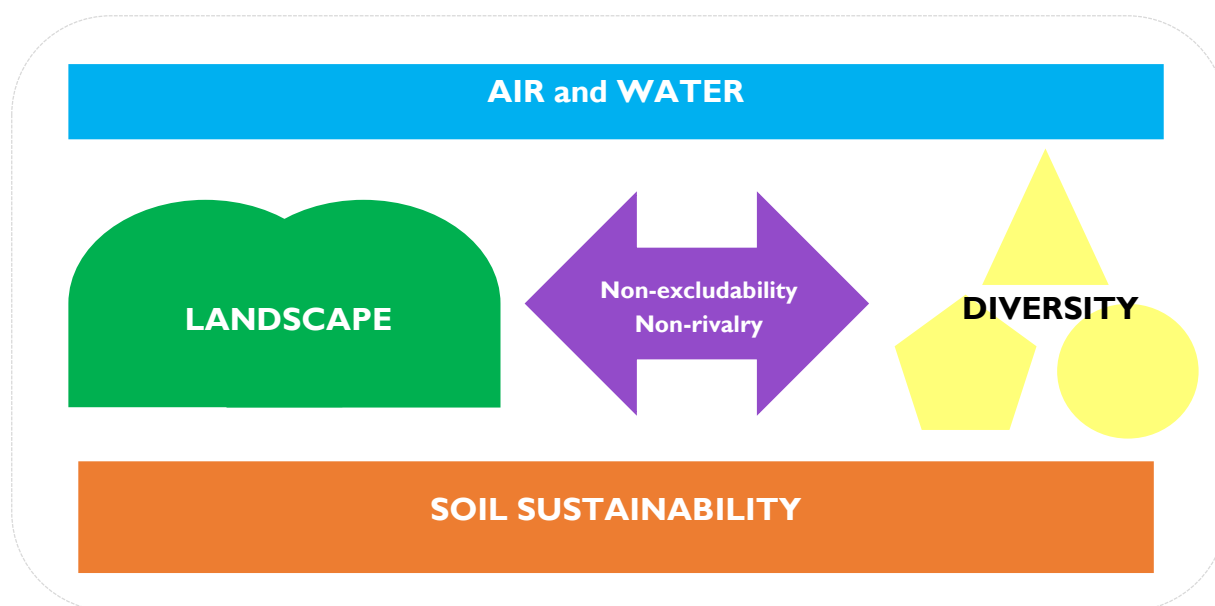 AIR and WATER
LANDSCAPE
Non-excludability
Non-rivalry
DIVERSITY
SOIL SUSTAINABILITY